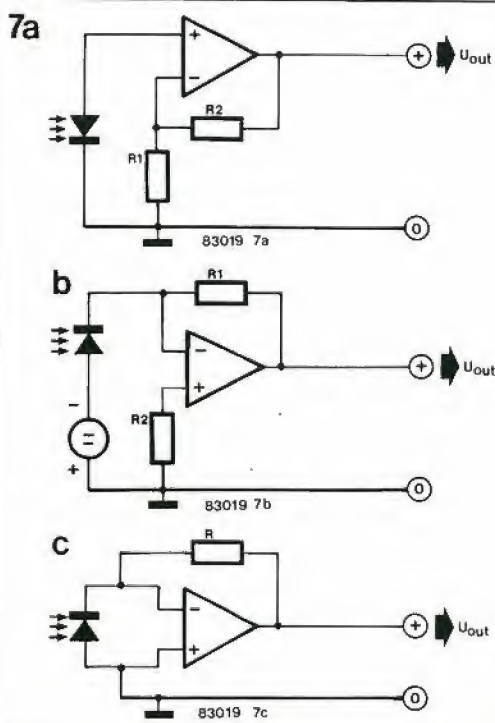 7a
+
−
R2
+
Uout
R1
0
83019 7a
b
R1
−
+
−
+
Uout
R2
0
83019 7b
c
R
−
+
+
Uout
0
83019 7c